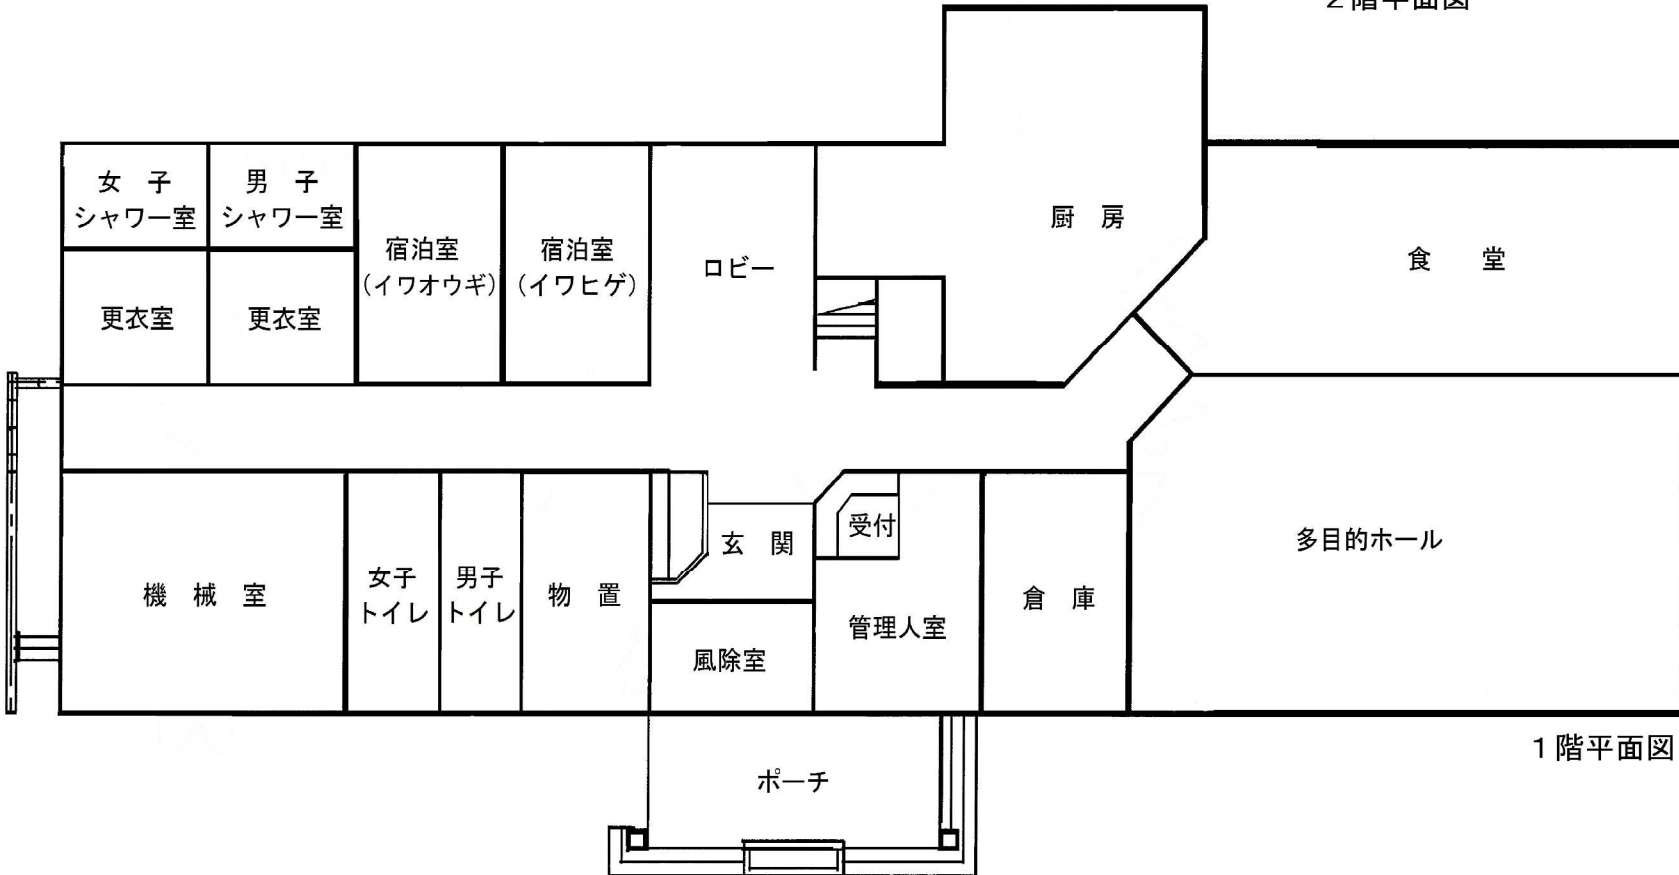 2階平面図
女 子
シャワー室
男 子
シャワー室
宿泊室
(イワオウギ)
宿泊室
(イワヒゲ)
ロビー
厨 房
食 堂
更衣室
更衣室
機 械 室
女子
トイレ
男子
トイレ
物 置
玄 関
風除室
受付
管理人室
倉 庫
多目的ホール
1階平面図
ポーチ